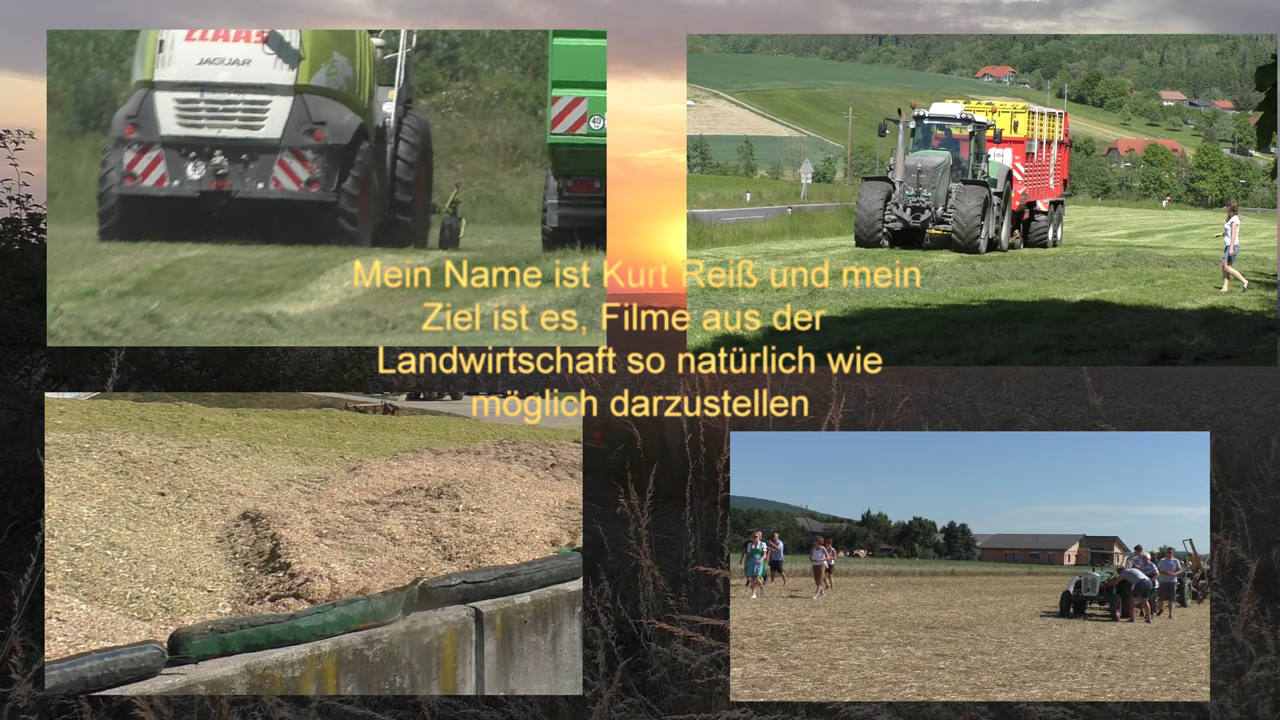 CLAAS
JAGUAR
40
Mein Name ist Kurt Reiß und mein
Ziel ist es, Filme aus der
Landwirtschaft so natürlich wie
möglich darzustellen